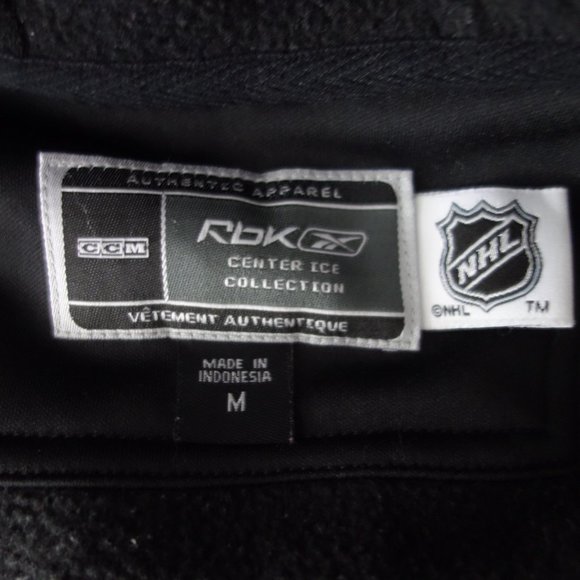 AUTHENTIC APPAREL
CCM
Rbk
CENTER ICE
COLLECTION
VÊTEMENT AUTHENTIQUE
NHL
©NHL TM
MADE IN
INDONESIA
M